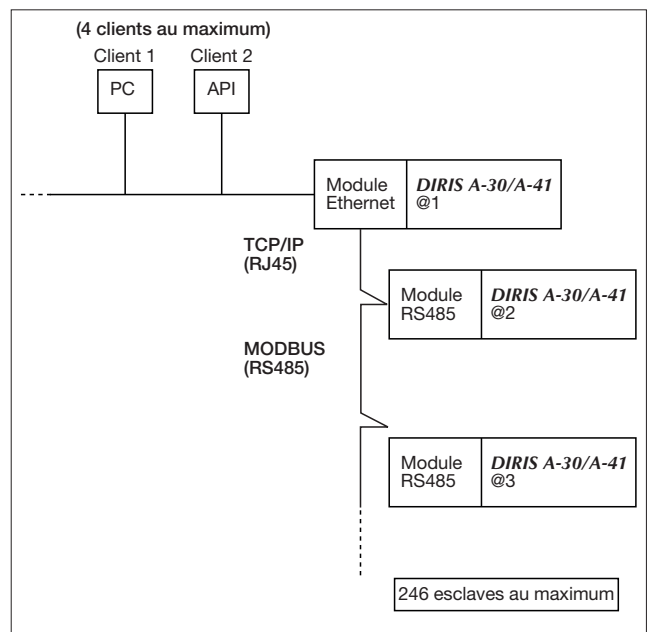 (4 clients au maximum)
Client 1
Client 2
PC
API
Module
Ethernet
DIRIS A-30/A-41
@1
TCP/IP
(RJ45)
Module
RS485
DIRIS A-30/A-41
@2
MODBUS
(RS485)
Module
RS485
DIRIS A-30/A-41
@3
246 esclaves au maximum